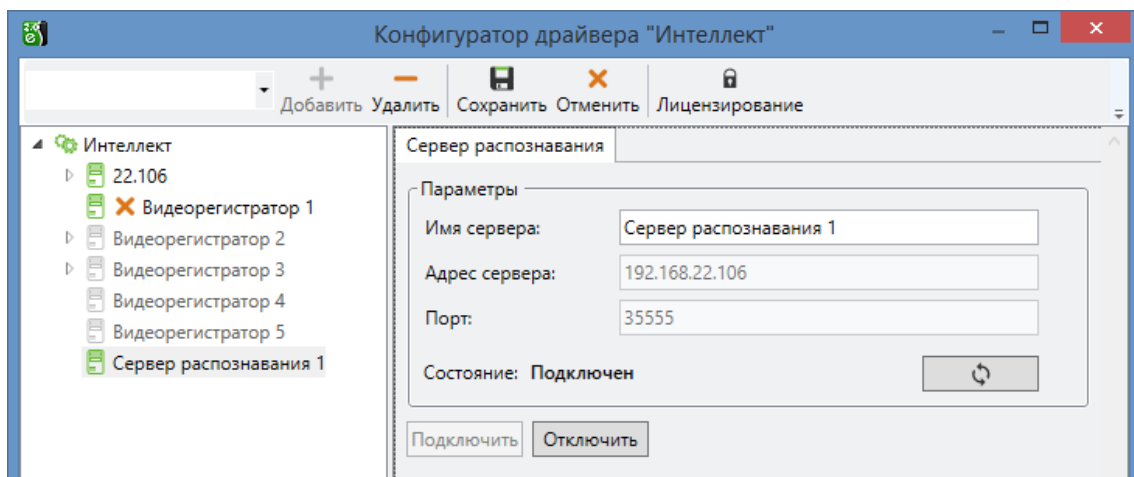 Конфигуратор драйвера "Интеллект"
Добавить Удалить Сохранить Отменить Лицензирование
Интеллект
22.106
Видеорегистратор 1
Видеорегистратор 2
Видеорегистратор 3
Видеорегистратор 4
Видеорегистратор 5
Сервер распознавания 1
Сервер распознавания
Параметры
Имя сервера: Сервер распознавания 1
Адрес сервера: 192.168.22.106
Порт: 35555
Состояние: Подключен
Подключить Отключить